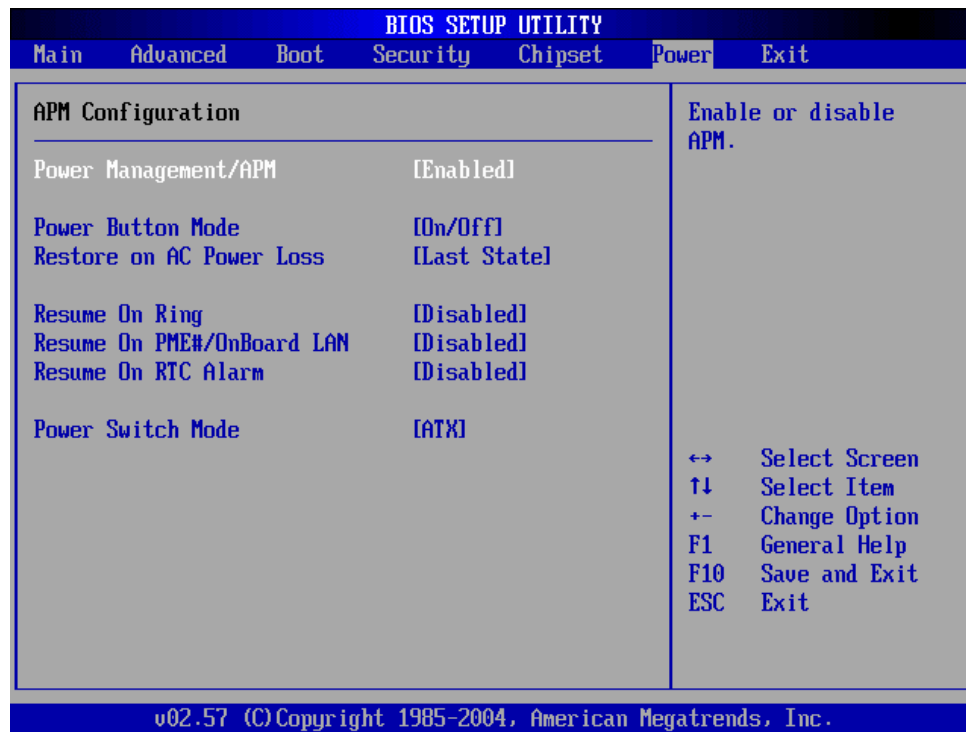 BIOS SETUP UTILITY
Main Advanced Boot Security Chipset Power Exit
APM Configuration
Power Management/APM [Enabled]
Power Button Mode [On/Off]
Restore on AC Power Loss [Last State]
Resume On Ring [Disabled]
Resume On PME#/OnBoard LAN [Disabled]
Resume On RTC Alarm [Disabled]
Power Switch Mode [ATX]
Enable or disable
APM.
↔ Select Screen
↑↓ Select Item
+- Change Option
F1 General Help
F10 Save and Exit
ESC Exit
v02.57 (C)Copyright 1985-2004, American Megatrends, Inc.